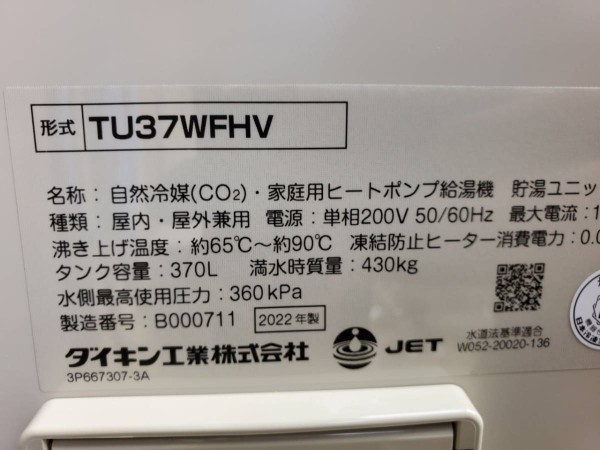 形式 TU37WFHV
名称：自然冷媒(CO₂)・家庭用ヒートポンプ給湯機 貯湯ユニッ
種類：屋内・屋外兼用 電源：単相200V 50/60Hz 最大電流：1
沸き上げ温度：約65℃～約90℃ 凍結防止ヒーター消費電力：0.0
タンク容量：370L 満水時質量：430kg
水側最高使用圧力：360kPa
製造番号：B000711 2022年製
ダイキン工業株式会社 JET
水道法基準適合
W052-20020-136
3P667307-3A